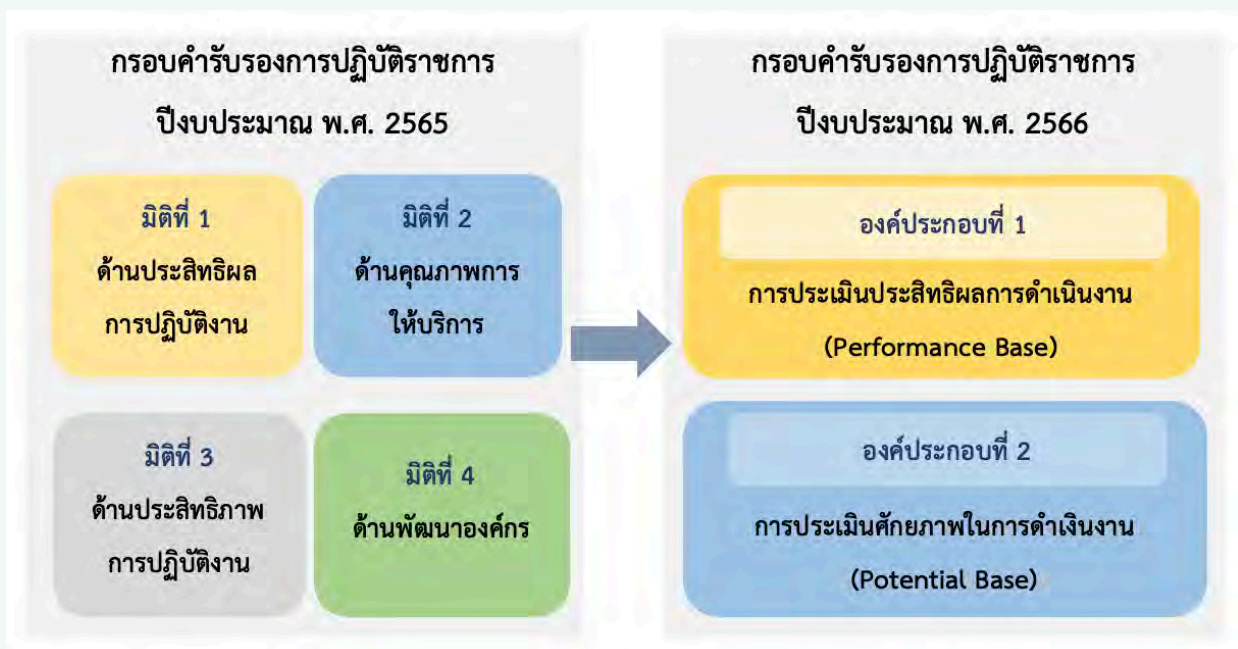 กรอบคำรับรองการปฏิบัติราชการ
ปีงบประมาณ พ.ศ. 2565
มิติที่ 1
ด้านประสิทธิผล
การปฏิบัติงาน
มิติที่ 2
ด้านคุณภาพการ
ให้บริการ
มิติที่ 3
ด้านประสิทธิภาพ
การปฏิบัติงาน
มิติที่ 4
ด้านพัฒนาองค์กร
กรอบคำรับรองการปฏิบัติราชการ
ปีงบประมาณ พ.ศ. 2566
องค์ประกอบที่ 1
การประเมินประสิทธิผลการดำเนินงาน
(Performance Base)
องค์ประกอบที่ 2
การประเมินศักยภาพในการดำเงินงาน
(Potential Base)